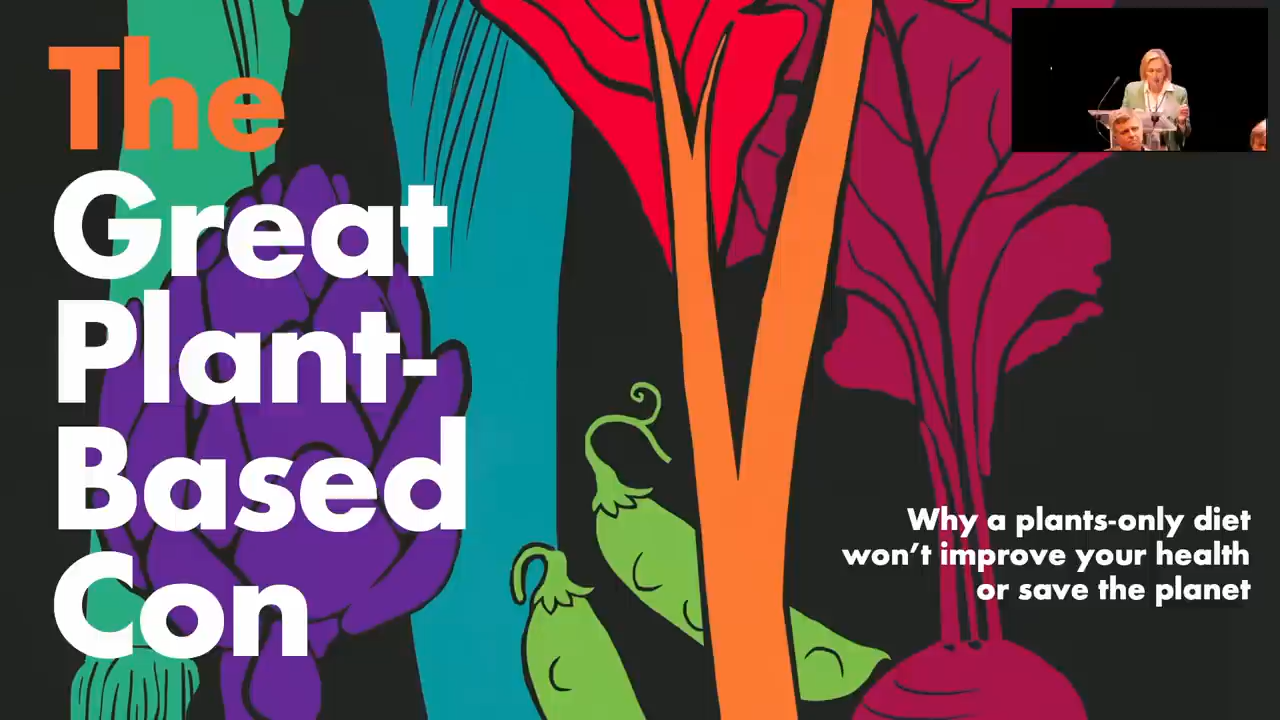 The
Great
Plant-
Based
Con
Why a plants-only diet
won't improve your health
or save the planet